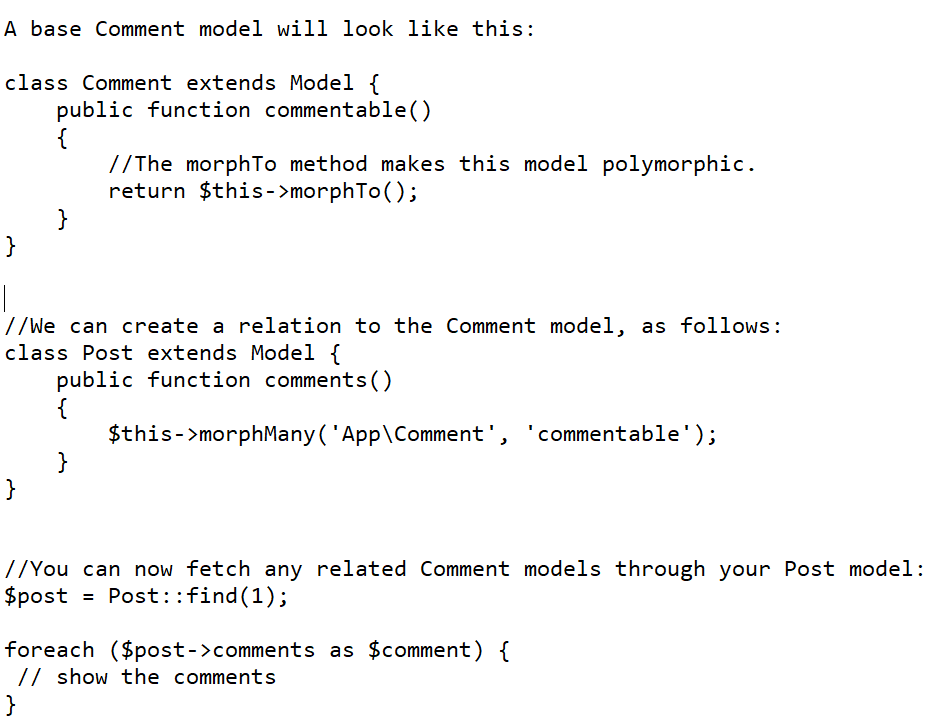 A base Comment model will look like this:
class Comment extends Model {
    public function commentable()
    {
        //The morphTo method makes this model polymorphic.
        return $this->morphTo();
    }
}
//We can create a relation to the Comment model, as follows:
class Post extends Model {
    public function comments()
    {
        $this->morphMany('App\Comment', 'commentable');
    }
}
//You can now fetch any related Comment models through your Post model:
$post = Post::find(1);
foreach ($post->comments as $comment) {
 // show the comments
}